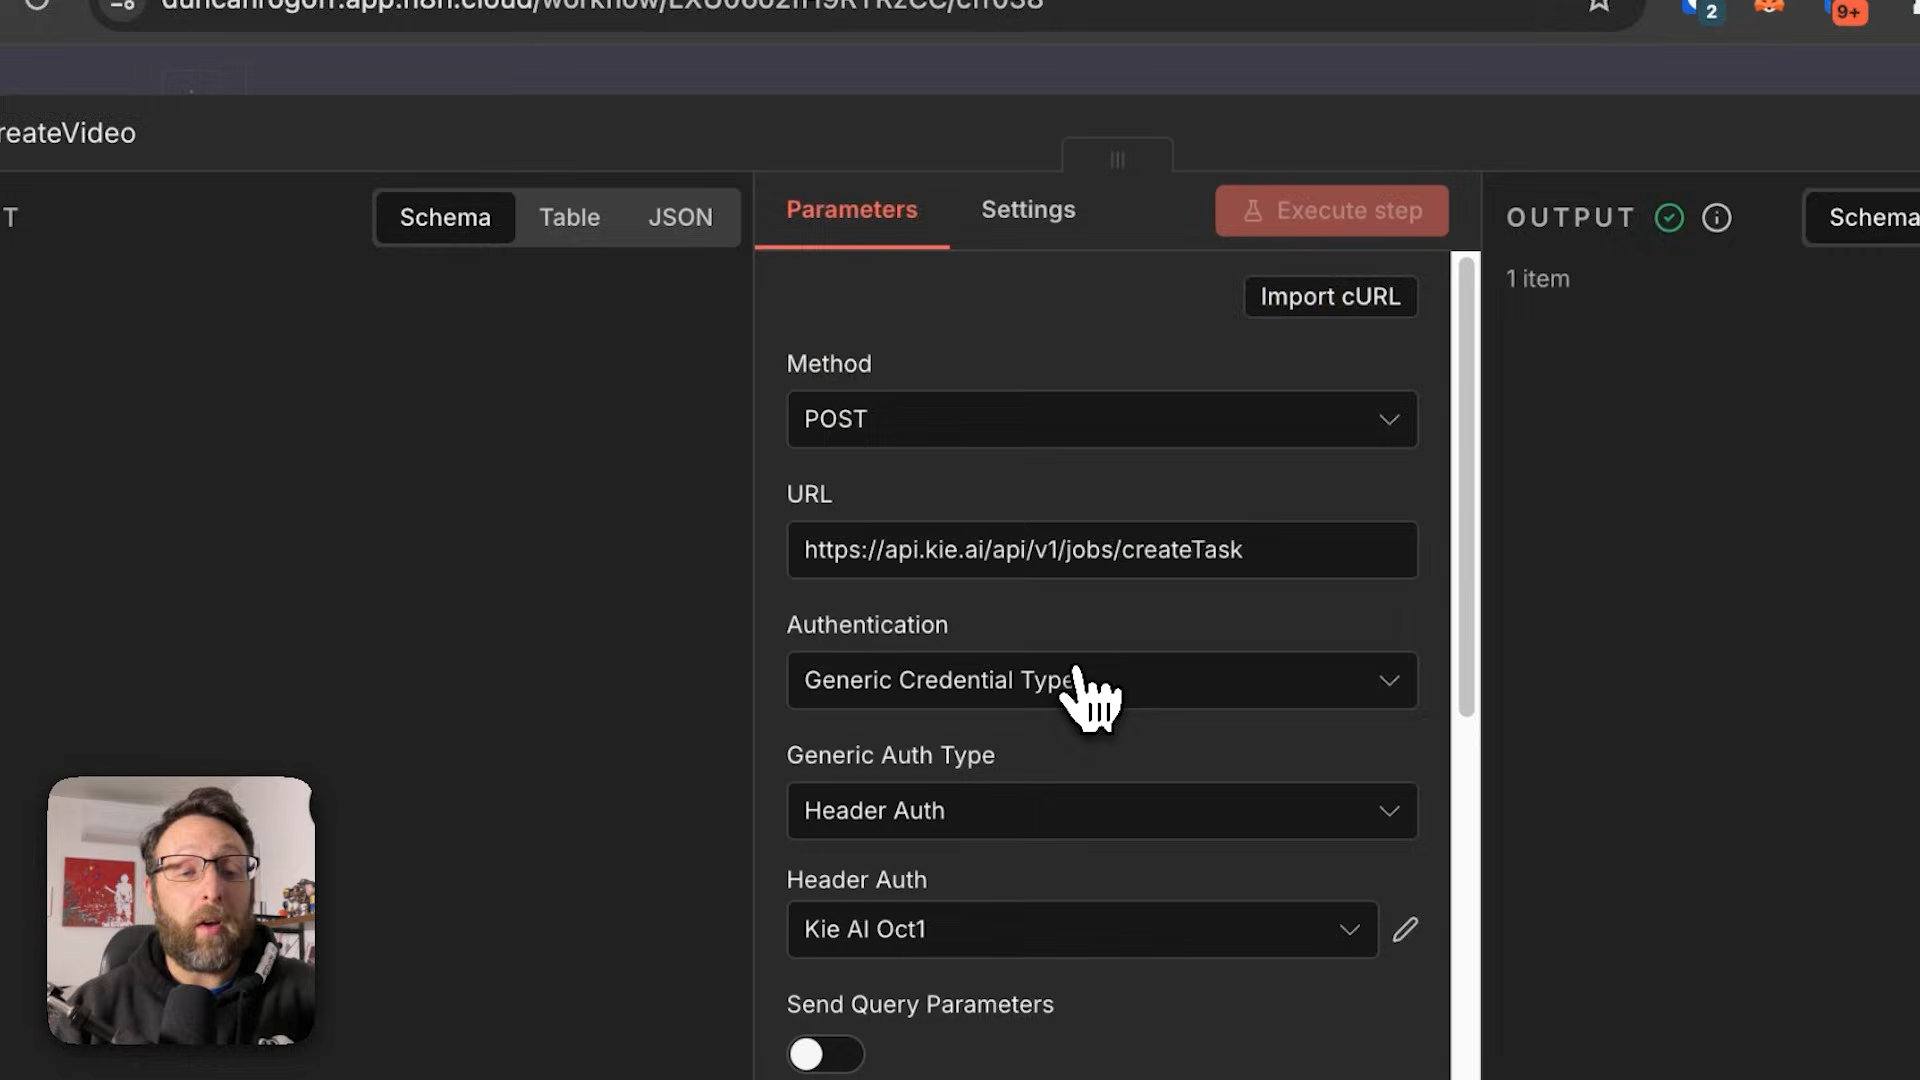 2
9+
reateVideo
T
Schema
Table
JSON
Parameters
Settings
Execute step
OUTPUT
Schema
1 item
Import cURL
Method
POST
URL
https://api.kie.ai/api/v1/jobs/createTask
Authentication
Generic Credential Type
Generic Auth Type
Header Auth
Header Auth
Kie AI Oct1
Send Query Parameters